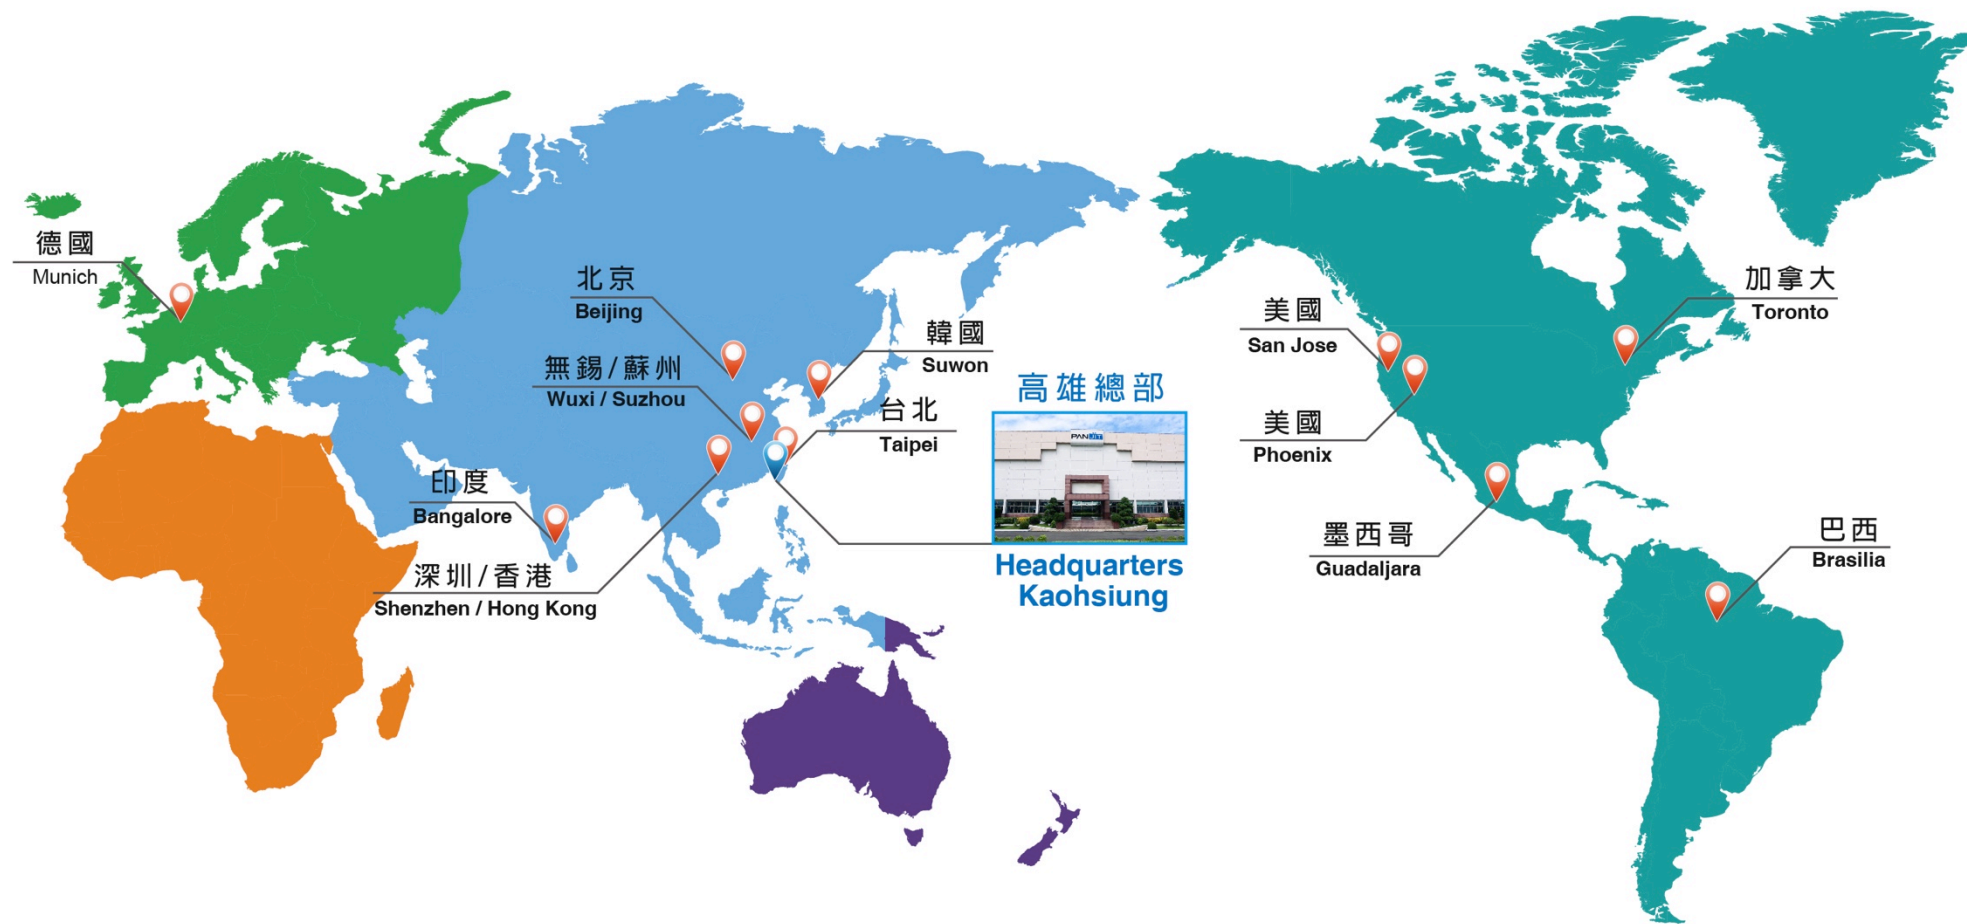 德國
Munich
北京
Beijing
無錫/蘇州
Wuxi / Suzhou
韓國
Suwon
台北
Taipei
印度
Bangalore
深圳/香港
Shenzhen / Hong Kong
高雄總部
PANJIT
Headquarters
Kaohsiung
美國
San Jose
美國
Phoenix
加拿大
Toronto
墨西哥
Guadaljara
巴西
Brasilia